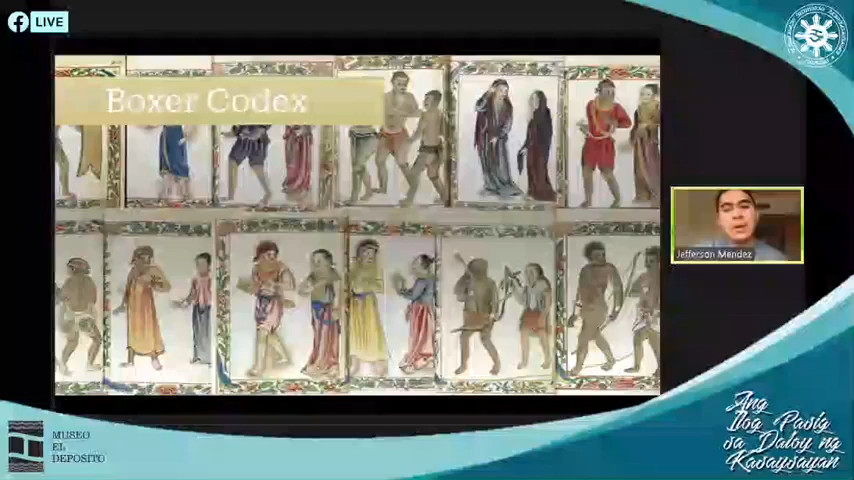 LIVE
Boxer Codex
Jefferson Mendez
MUSEO
EL
DEPOSITO
Ang
Ilog Pasig
sa Daloy ng
Kasaysayan